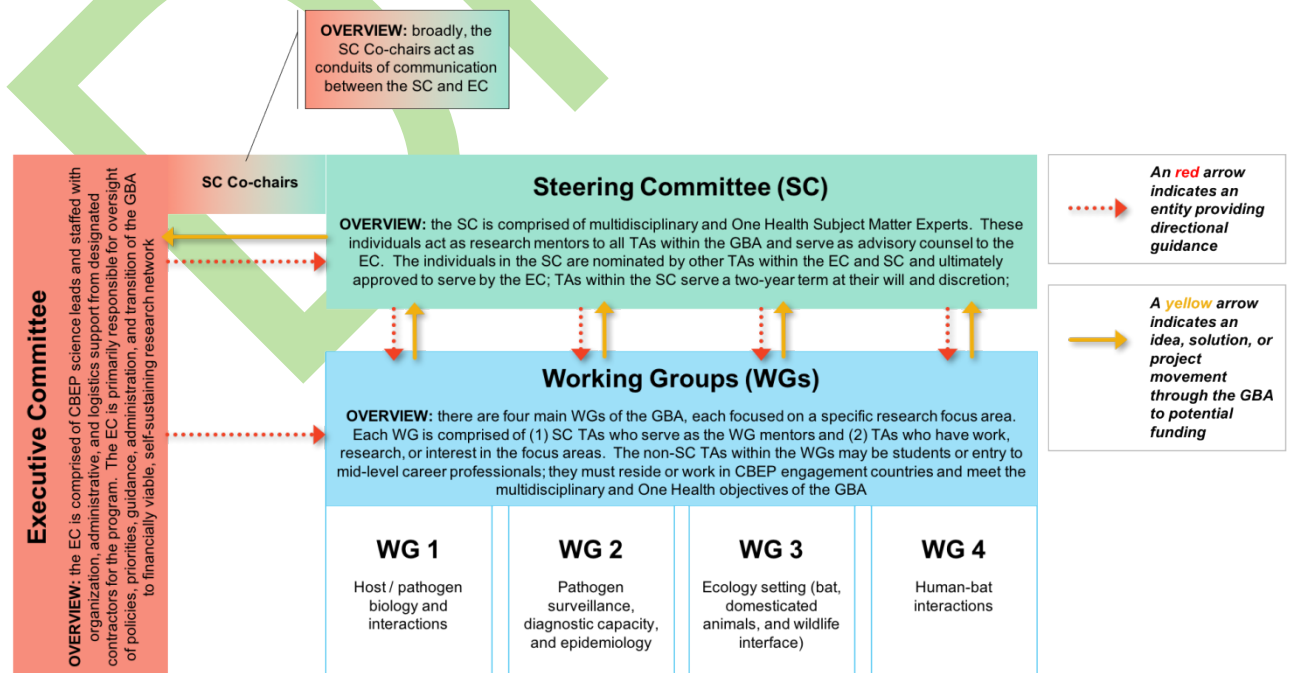 OVERVIEW: broadly, the
SC Co-chairs act as
conduits of communication
between the SC and EC
Executive Committee
OVERVIEW: the EC is comprised of CBEP science leads and staffed with
organization, administrative, and logistics support from designated
contractors for the program. The EC is primarily responsible for oversight
of policies, priorities, guidance, administration, and transition of the GBA
to financially viable, self-sustaining research network
SC Co-chairs
Steering Committee (SC)
OVERVIEW: the SC is comprised of multidisciplinary and One Health Subject Matter Experts. These
individuals act as research mentors to all TAs within the GBA and serve as advisory counsel to the
EC. The individuals in the SC are nominated by other TAs within the EC and SC and ultimately
approved to serve by the EC; TAs within the SC serve a two-year term at their will and discretion;
Working Groups (WGs)
OVERVIEW: there are four main WGs of the GBA, each focused on a specific research focus area.
Each WG is comprised of (1) SC TAs who serve as the WG mentors and (2) TAs who have work,
research, or interest in the focus areas. The non-SC TAs within the WGs may be students or entry to
mid-level career professionals; they must reside or work in CBEP engagement countries and meet the
multidisciplinary and One Health objectives of the GBA
WG 1
Host / pathogen
biology and
interactions
WG 2
Pathogen
surveillance,
diagnostic capacity,
and epidemiology
WG 3
Ecology setting (bat,
domesticated
animals, and wildlife
interface)
WG 4
Human-bat
interactions
An red arrow
indicates an
entity providing
directional
guidance
A yellow arrow
indicates an
idea, solution, or
project
movement
through the GBA
to potential
funding